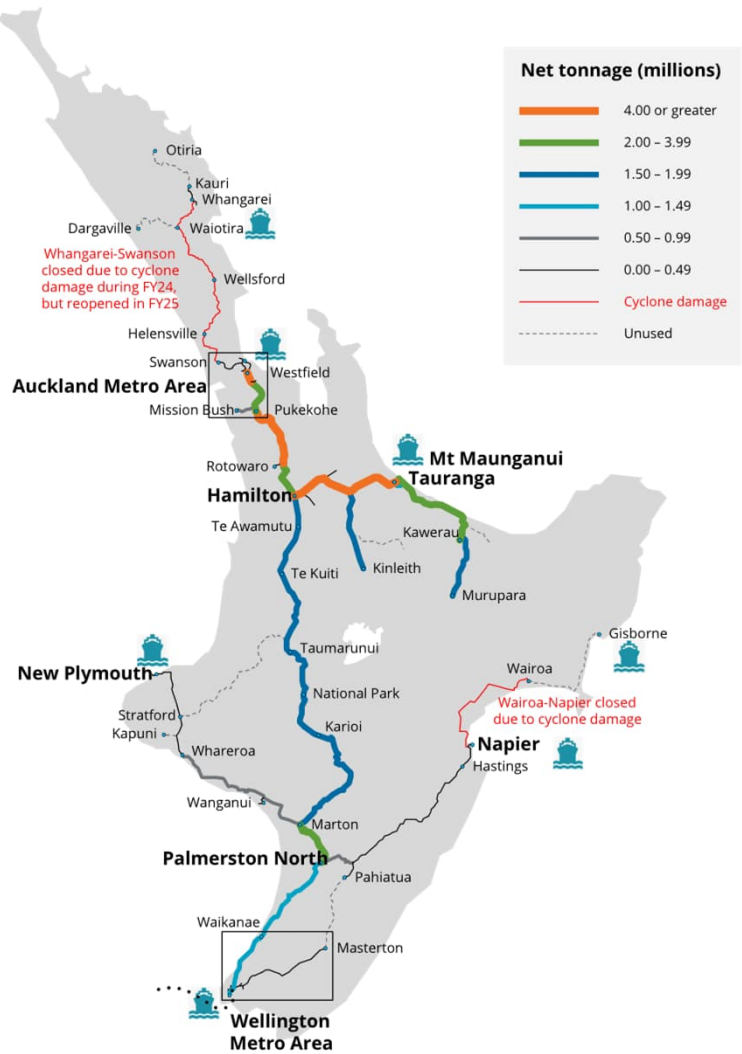 Net tonnage (millions)
4.00 or greater
2.00 – 3.99
1.50 – 1.99
1.00 – 1.49
0.50 – 0.99
0.00 – 0.49
Cyclone damage
Unused
Otiria
Kauri
Whangarei
Dargaville
Waiotira
Whangarei-Swanson
closed due to cyclone
damage during FY24,
but reopened in FY25
Wellsford
Helensville
Swanson
Westfield
Auckland Metro Area
Mission Bush
Pukekohe
Rotowaro
Mt Maunganui
Tauranga
Hamilton
Te Awamutu
Kawerau
Te Kuiti
Kinleith
Murupara
Gisborne
Taumarunui
Wairoa
New Plymouth
National Park
Wairoa-Napier closed
due to cyclone damage
Stratford
Kapuni
Karioi
Napier
Whareroa
Hastings
Wanganui
Marton
Palmerston North
Pahiatua
Waikanae
Masterton
Wellington
Metro Area